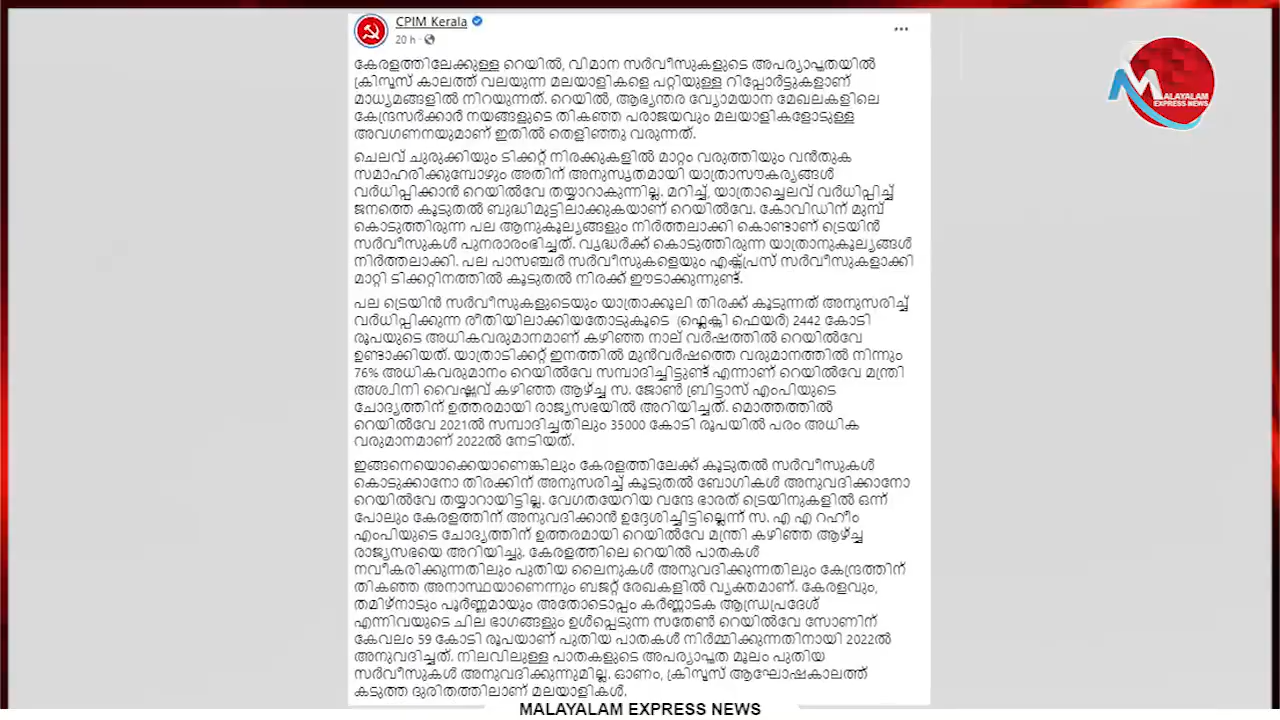 CPIM Kerala
20 h
കേരളത്തിലേക്കുള്ള റെയിൽ, വിമാന സർവീസുകളുടെ അപര്യാപ്തതയിൽ
ക്രിസ്മസ് കാലത്ത് വലയുന്ന മലയാളികളെ പറ്റിയുള്ള റിപ്പോർട്ടുകളാണ്
മാധ്യമങ്ങളിൽ നിറയുന്നത്. റെയിൽ, ആഭ്യന്തര വ്യോമയാന മേഖലകളിലെ
കേന്ദ്രസർക്കാർ നയങ്ങളുടെ തികഞ്ഞ പരാജയവും മലയാളികളോടുള്ള
അവഗണനയുമാണ് ഇതിൽ തെളിഞ്ഞു വരുന്നത്.
ചെലവ് ചുരുക്കിയും ടിക്കറ്റ് നിരക്കുകളിൽ മാറ്റം വരുത്തിയും വൻതുക
സമാഹരിക്കുമ്പോഴും അതിന് അനുസൃതമായി യാത്രാസൗകര്യങ്ങൾ
വർധിപ്പിക്കാൻ റെയിൽവേ തയ്യാറാകുന്നില്ല. മറിച്ച്, യാത്രാച്ചെലവ് വർധിപ്പിച്ച്
ജനത്തെ കൂടുതൽ ബുദ്ധിമുട്ടിലാക്കുകയാണ് റെയിൽവേ. കോവിഡിന് മുമ്പ്
കൊടുത്തിരുന്ന പല ആനുകൂല്യങ്ങളും നിർത്തലാക്കി കൊണ്ടാണ് ട്രെയിൻ
സർവീസുകൾ പുനരാരംഭിച്ചത്. വൃദ്ധർക്ക് കൊടുത്തിരുന്ന യാത്രാനുകൂല്യങ്ങൾ
നിർത്തലാക്കി. പല പാസഞ്ചർ സർവീസുകളെയും എക്സ്പ്രസ് സർവീസുകളാക്കി
മാറ്റി ടിക്കറ്റിനത്തിൽ കൂടുതൽ നിരക്ക് ഈടാക്കുന്നുണ്ട്.
പല ട്രെയിൻ സർവീസുകളുടെയും യാത്രാക്കൂലി തിരക്ക് കൂടുന്നത് അനുസരിച്ച്
വർധിപ്പിക്കുന്ന രീതിയിലാക്കിയതോടുകൂടെ (ഫ്ലെക്സി ഫെയർ) 2442 കോടി
രൂപയുടെ അധികവരുമാനമാണ് കഴിഞ്ഞ നാല് വർഷത്തിൽ റെയിൽവേ
ഉണ്ടാക്കിയത്. യാത്രാടിക്കറ്റ് ഇനത്തിൽ മുൻവർഷത്തെ വരുമാനത്തിൽ നിന്നും
76% അധികവരുമാനം റെയിൽവേ സമ്പാദിച്ചിട്ടുണ്ട് എന്നാണ് റെയിൽവേ മന്ത്രി
അശ്വിനി വൈഷ്ണവ് കഴിഞ്ഞ ആഴ്ച്ച സ. ജോൺ ബ്രിട്ടാസ് എംപിയുടെ
ചോദ്യത്തിന് ഉത്തരമായി രാജ്യസഭയിൽ അറിയിച്ചത്. മൊത്തത്തിൽ
റെയിൽവേ 2021ൽ സമ്പാദിച്ചതിലും 35000 കോടി രൂപയിൽ പരം അധിക
വരുമാനമാണ് 2022ൽ നേടിയത്.
ഇങ്ങനെയൊക്കെയാണെങ്കിലും കേരളത്തിലേക്ക് കൂടുതൽ സർവീസുകൾ
കൊടുക്കാനോ തിരക്കിന് അനുസരിച്ച് കൂടുതൽ ബോഗികൾ അനുവദിക്കാനോ
റെയിൽവേ തയ്യാറായിട്ടില്ല. വേഗതയേറിയ വന്ദേ ഭാരത് ട്രെയിനുകളിൽ ഒന്ന്
പോലും കേരളത്തിന് അനുവദിക്കാൻ ഉദ്ദേശിച്ചിട്ടില്ലെന്ന് സ. എ എ റഹീം
എംപിയുടെ ചോദ്യത്തിന് ഉത്തരമായി റെയിൽവേ മന്ത്രി കഴിഞ്ഞ ആഴ്ച്ച
രാജ്യസഭയെ അറിയിച്ചു. കേരളത്തിലെ റെയിൽ പാതകൾ
നവീകരിക്കുന്നതിലും പുതിയ ലൈനുകൾ അനുവദിക്കുന്നതിലും കേന്ദ്രത്തിന്
തികഞ്ഞ അനാസ്ഥയാണെന്നും ബജറ്റ് രേഖകളിൽ വ്യക്തമാണ്. കേരളവും,
തമിഴ്നാടും പൂർണ്ണമായും അതോടൊപ്പം കർണ്ണാടക ആന്ധ്രപ്രദേശ്
എന്നിവയുടെ ചില ഭാഗങ്ങളും ഉൾപ്പെടുന്ന സതേൺ റെയിൽവേ സോണിന്
കേവലം 59 കോടി രൂപയാണ് പുതിയ പാതകൾ നിർമ്മിക്കുന്നതിനായി 2022ൽ
അനുവദിച്ചത്. നിലവിലുള്ള പാതകളുടെ അപര്യാപ്തത മൂലം പുതിയ
സർവീസുകൾ അനുവദിക്കുന്നുമില്ല. ഓണം, ക്രിസ്മസ് ആഘോഷകാലത്ത്
കടുത്ത ദുരിതത്തിലാണ് മലയാളികൾ.
MALAYALAM
EXPRESS NEWS
MALAYALAM EXPRESS NEWS